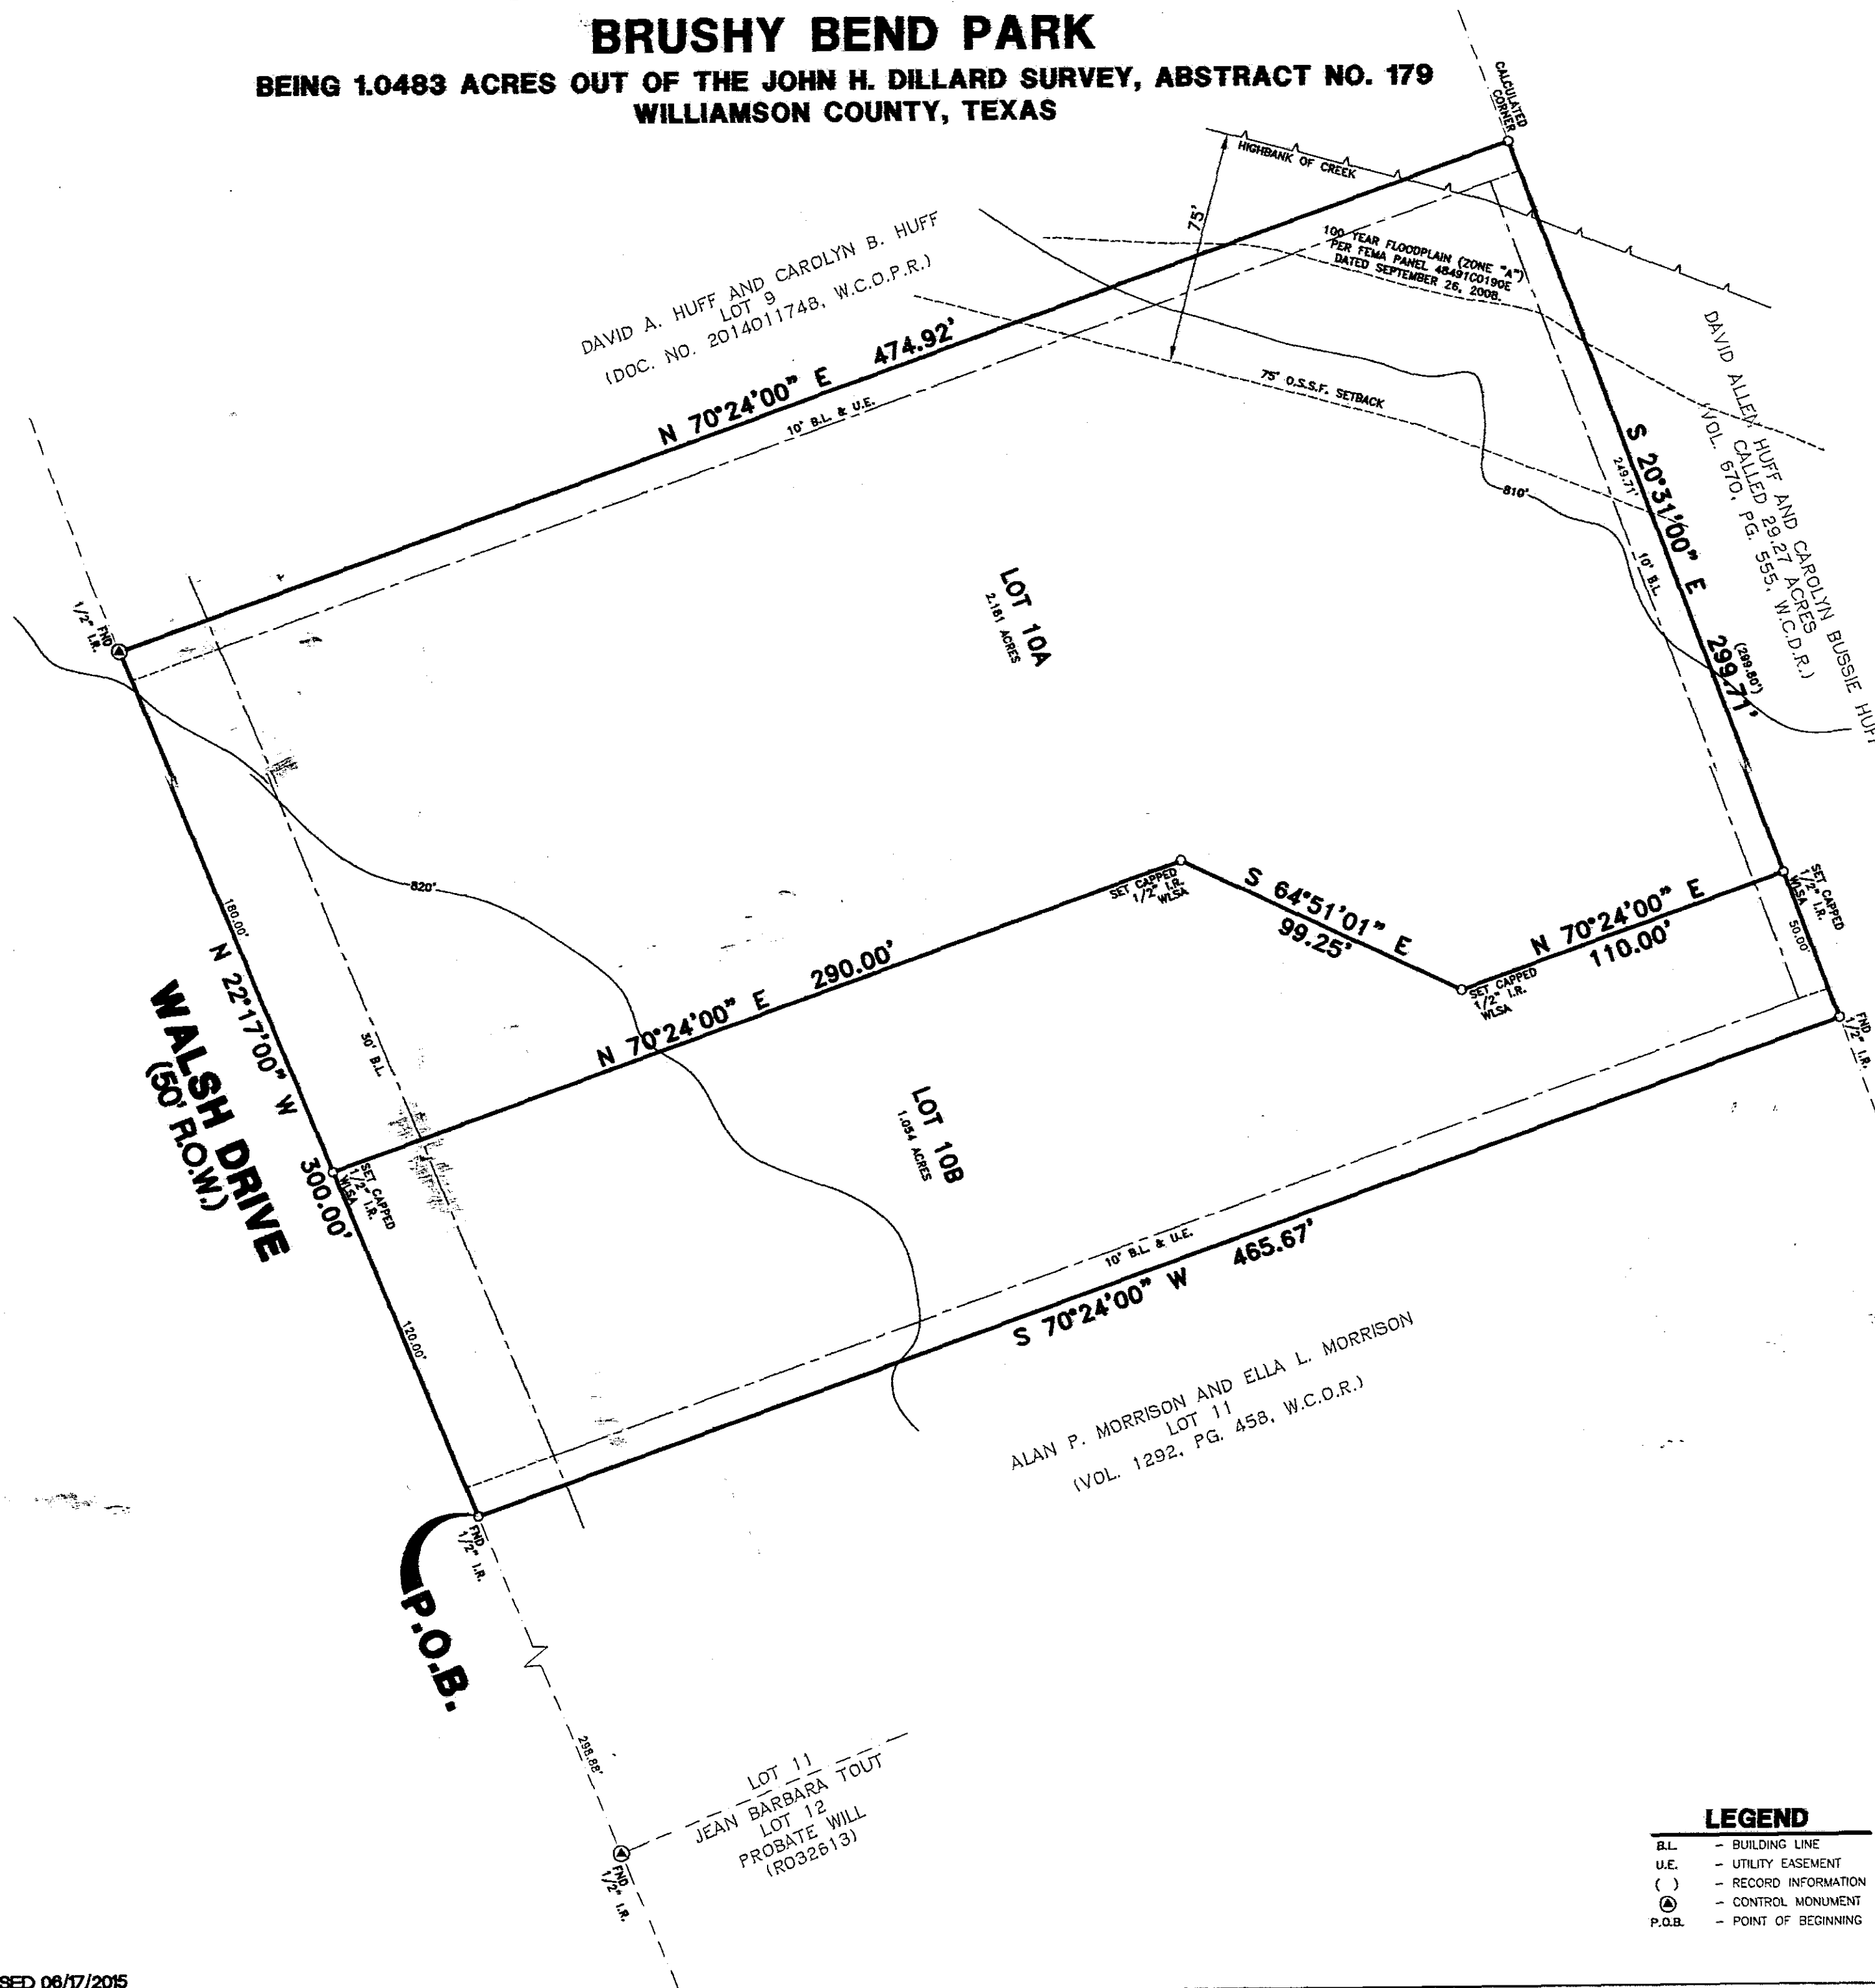 BRUSHY BEND PARK
BEING 1.0483 ACRES OUT OF THE JOHN H. DILLARD SURVEY, ABSTRACT NO. 179
WILLIAMSON COUNTY, TEXAS
CALCULATED
CORNER
HIGHBANK OF CREEK
75'
100 YEAR FLOODPLAIN (ZONE "A")
PER FEMA PANEL 48491C0190E
DATED SEPTEMBER 26, 2008.
DAVID A. HUFF AND CAROLYN B. HUFF
LOT 9
(DOC. NO. 2014011748, W.C.O.P.R.)
N 70°24'00" E 474.92'
10' B.L. & U.E.
75' O.S.S.F. SETBACK
DAVID ALLEN HUFF AND CAROLYN BUSSIE HUFF
CALLED 29.27 ACRES
(VOL. 670, PG. 555, W.C.D.R.)
S 20°31'00" E
249.71'
299.71'
(299.80')
810'
10' B.L.
FND
1/2" I.R.
LOT 10A
2.181 ACRES
820'
180.00'
N 22°17'00" W
300.00'
WALSH DRIVE
(50' R.O.W.)
50' B.L.
SET CAPPED
1/2" I.R.
WLSA
S 64°51'01" E
99.25'
N 70°24'00" E
110.00'
SET CAPPED
1/2" I.R.
WLSA
SET CAPPED
1/2" I.R.
WLSA
50.00'
FND
1/2" I.R.
N 70°24'00" E 290.00'
SET CAPPED
1/2" I.R.
WLSA
LOT 10B
1.054 ACRES
10' B.L. & U.E.
S 70°24'00" W 465.67'
120.00'
ALAN P. MORRISON AND ELLA L. MORRISON
LOT 11
(VOL. 1292, PG. 458, W.C.O.R.)
FND
1/2" I.R.
P.O.B.
298.88'
LOT 11
JEAN BARBARA TOUT
LOT 12
PROBATE WILL
(R032613)
FND
1/2" I.R.
LEGEND
B.L. - BUILDING LINE
U.E. - UTILITY EASEMENT
( ) - RECORD INFORMATION
- CONTROL MONUMENT
P.O.B. - POINT OF BEGINNING
SED 06/17/2015